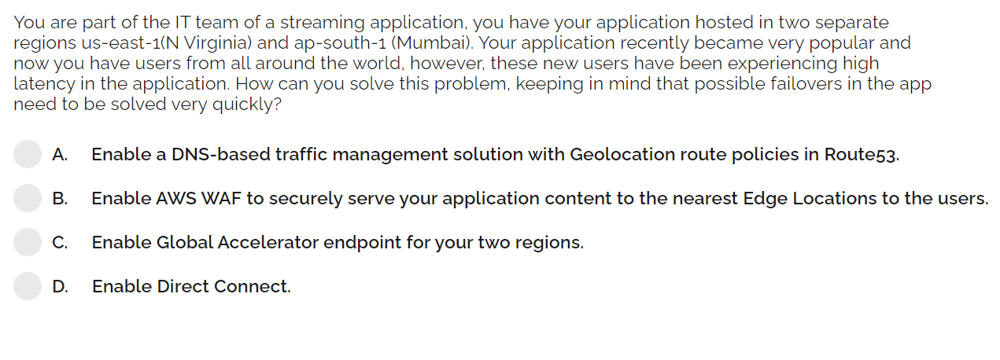 You are part of the IT team of a streaming application, you have your application hosted in two separate
regions us-east-1(N Virginia) and ap-south-1 (Mumbai). Your application recently became very popular and
now you have users from all around the world, however, these new users have been experiencing high
latency in the application. How can you solve this problem, keeping in mind that possible failovers in the app
need to be solved very quickly?
A. Enable a DNS-based traffic management solution with Geolocation route policies in Route53.
B. Enable AWS WAF to securely serve your application content to the nearest Edge Locations to the users.
C. Enable Global Accelerator endpoint for your two regions.
D. Enable Direct Connect.